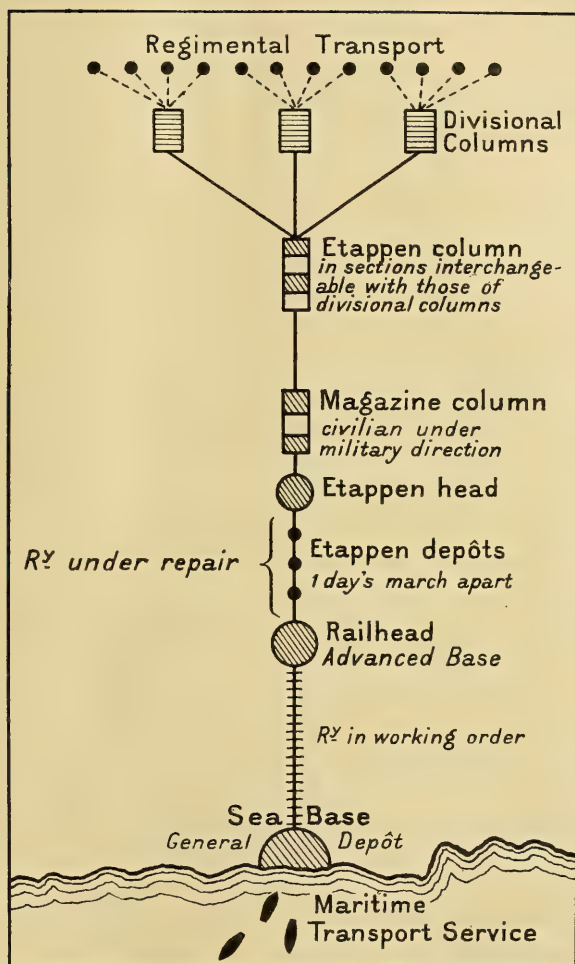 Regimental Transport
Divisional
Columns
Etappen column
in sections interchange-
able with those of
divisional columns
Magazine column
civilian under
military direction
Etappen head
Ry under repair
Etappen depôts
1 day's march apart
Railhead
Advanced Base
Ry in working order
Sea Base
General Depôt
Maritime
Transport Service